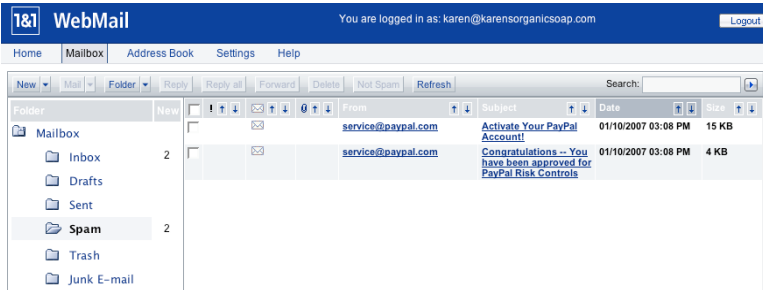 1&1 WebMail You are logged in as: karen@karensorganicsoap.com Logout
Home Mailbox Address Book Settings Help
New Mail Folder Reply Reply all Forward Delete Not Spam Refresh Search:
Folder New ! From Subject Date Size
Mailbox service@paypal.com Activate Your PayPal 01/10/2007 03:08 PM 15 KB
Account!
Inbox 2 service@paypal.com Congratulations -- You 01/10/2007 03:08 PM 4 KB
have been approved for
PayPal Risk Controls
Drafts
Sent
Spam 2
Trash
Junk E-mail